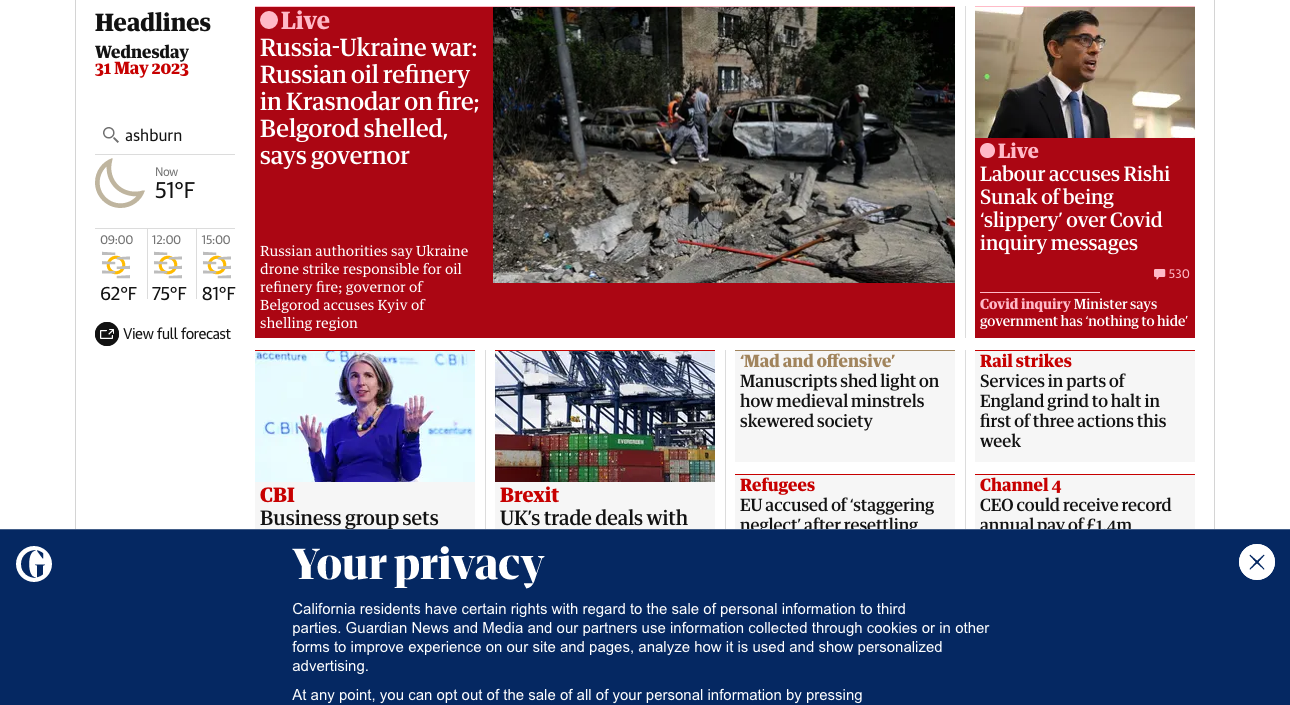 Headlines
Wednesday
31 May 2023
ashburn
Now
51°F
09:00
12:00
15:00
62°F
75°F
81°F
View full forecast
Live
Russia-Ukraine war:
Russian oil refinery
in Krasnodar on fire;
Belgorod shelled,
says governor
Russian authorities say Ukraine
drone strike responsible for oil
refinery fire; governor of
Belgorod accuses Kyiv of
shelling region
Live
Labour accuses Rishi
Sunak of being
‘slippery’ over Covid
inquiry messages
530
Covid inquiry Minister says
government has ‘nothing to hide’
accenture
CBI
CBI
accenture
accenture
CBI
Business group sets
EVERGREEN
Brexit
UK’s trade deals with
‘Mad and offensive’
Manuscripts shed light on
how medieval minstrels
skewered society
Rail strikes
Services in parts of
England grind to halt in
first of three actions this
week
Refugees
EU accused of ‘staggering
neglect’ after resettling
Channel 4
CEO could receive record
annual pay of £1.4m
Your privacy
California residents have certain rights with regard to the sale of personal information to third
parties. Guardian News and Media and our partners use information collected through cookies or in other
forms to improve experience on our site and pages, analyze how it is used and show personalized
advertising.
At any point, you can opt out of the sale of all of your personal information by pressing